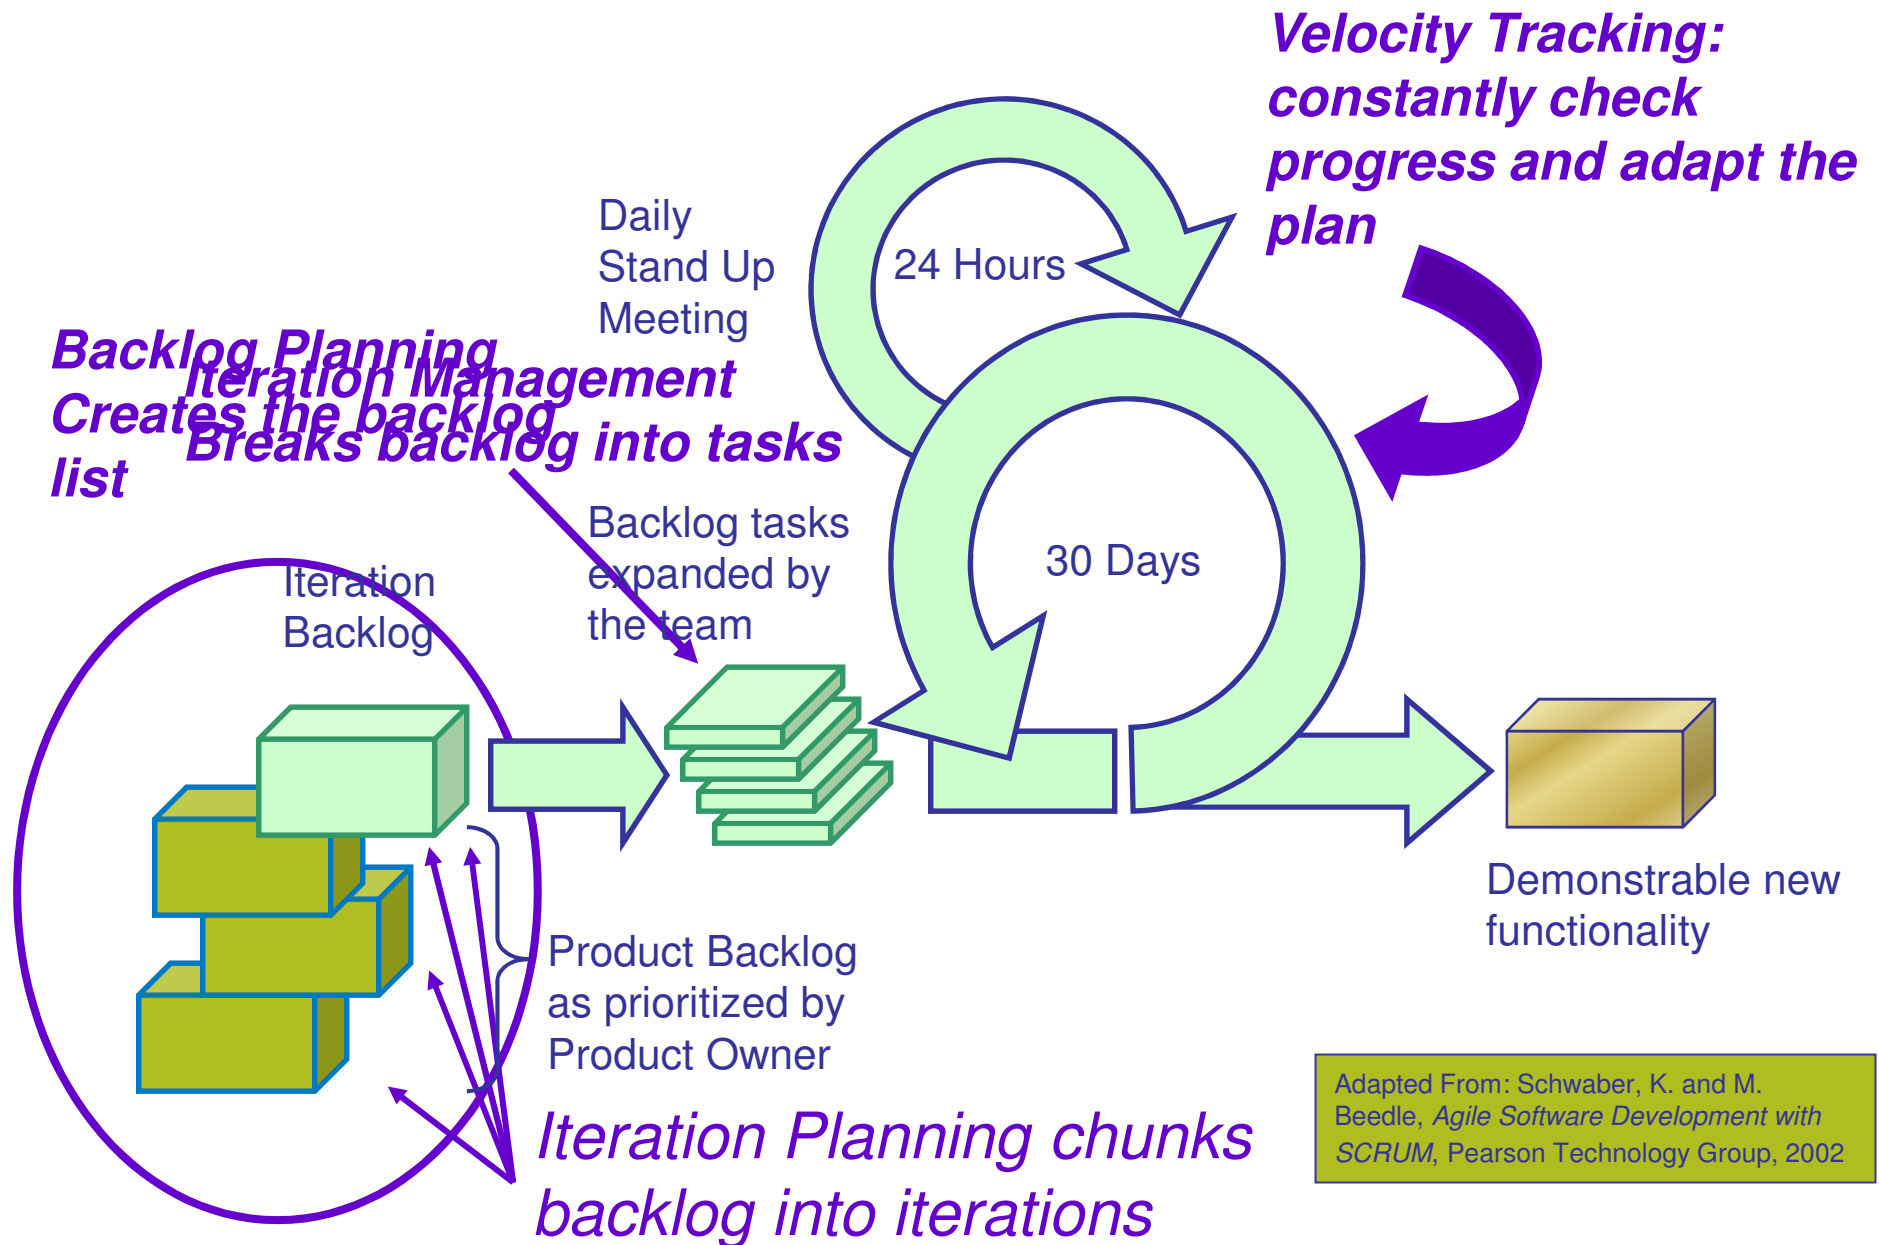 Velocity Tracking:
constantly check
progress and adapt the
plan
Daily
Stand Up
Meeting
24 Hours
Backlog Planning
Creates the backlog
list
Iteration Management
Breaks backlog into tasks
Backlog tasks
expanded by
the team
30 Days
Iteration
Backlog
Demonstrable new
functionality
Product Backlog
as prioritized by
Product Owner
Iteration Planning chunks
backlog into iterations
Adapted From: Schwaber, K. and M.
Beedle, Agile Software Development with
SCRUM, Pearson Technology Group, 2002